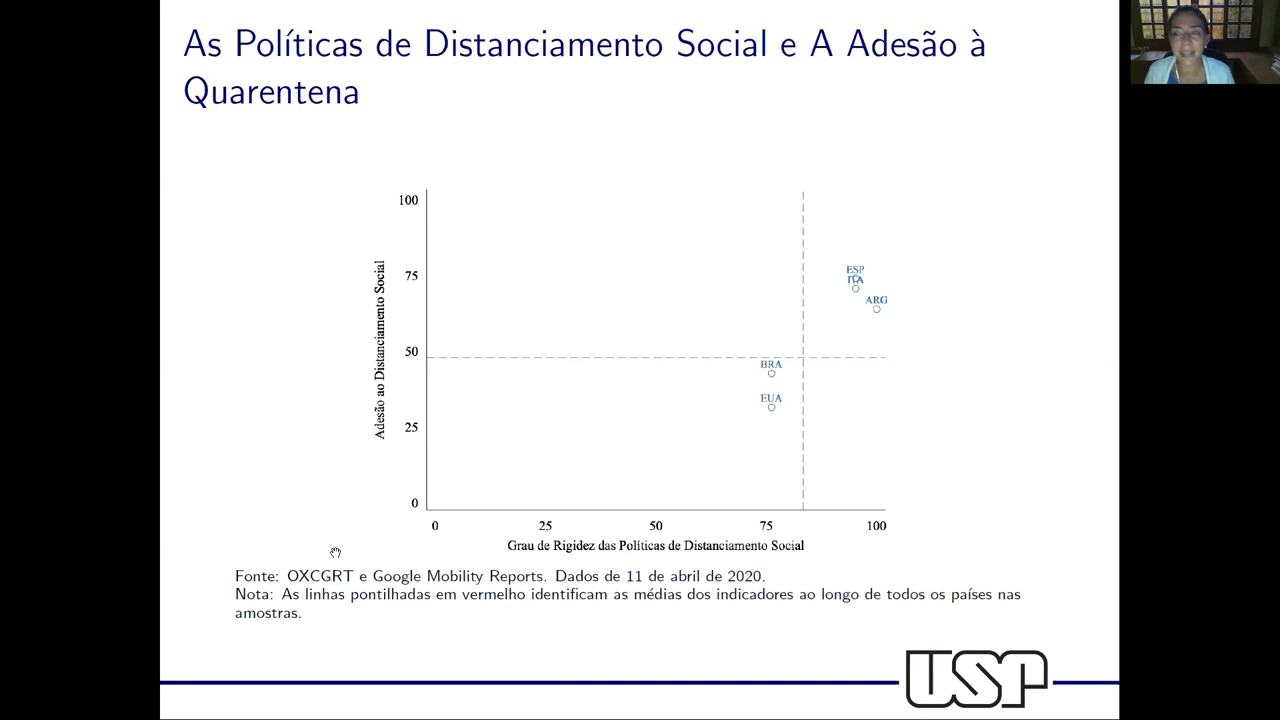 As Políticas de Distanciamento Social e A Adesão à
Quarentena
100
75
50
25
0
Adesão ao Distanciamento Social
ESP
ITA
ARG
BRA
EUA
0 25 50 75 100
Grau de Rigidez das Políticas de Distanciamento Social
Fonte: OXCGRT e Google Mobility Reports. Dados de 11 de abril de 2020.
Nota: As linhas pontilhadas em vermelho identificam as médias dos indicadores ao longo de todos os países nas
amostras.
USP